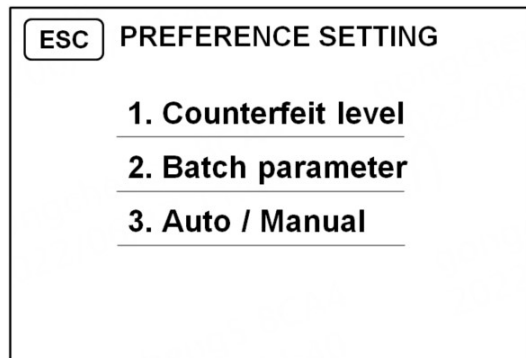 ESC PREFERENCE SETTING
1. Counterfeit level
2. Batch parameter
3. Auto / Manual